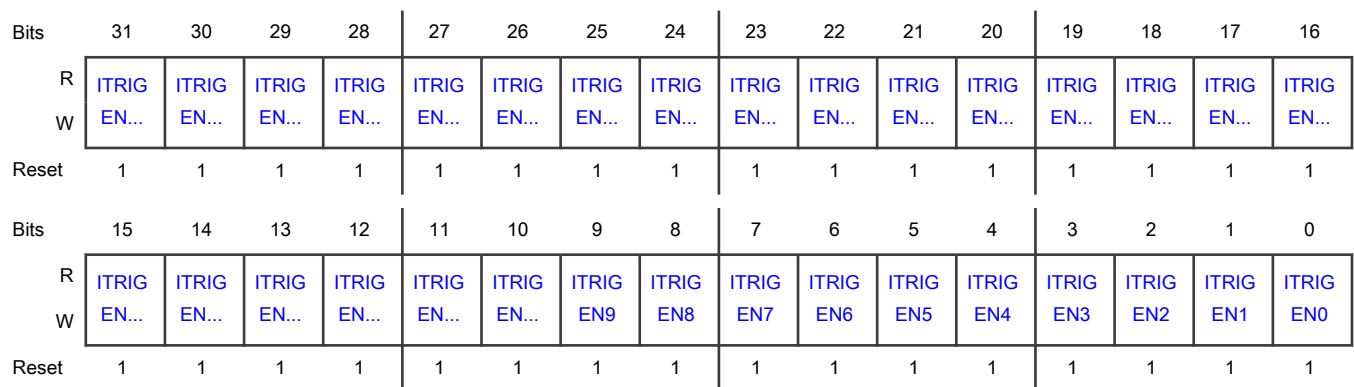 Bits 31 30 29 28 27 26 25 24 23 22 21 20 19 18 17 16
R ITRIG ITRIG ITRIG ITRIG ITRIG ITRIG ITRIG ITRIG ITRIG ITRIG ITRIG ITRIG ITRIG ITRIG ITRIG ITRIG
W EN... EN... EN... EN... EN... EN... EN... EN... EN... EN... EN... EN... EN... EN... EN... EN...
Reset 1 1 1 1 1 1 1 1 1 1 1 1 1 1 1 1
Bits 15 14 13 12 11 10 9 8 7 6 5 4 3 2 1 0
R ITRIG ITRIG ITRIG ITRIG ITRIG ITRIG ITRIG ITRIG ITRIG ITRIG ITRIG ITRIG ITRIG ITRIG ITRIG ITRIG
W EN... EN... EN... EN... EN... EN... EN9 EN8 EN7 EN6 EN5 EN4 EN3 EN2 EN1 EN0
Reset 1 1 1 1 1 1 1 1 1 1 1 1 1 1 1 1